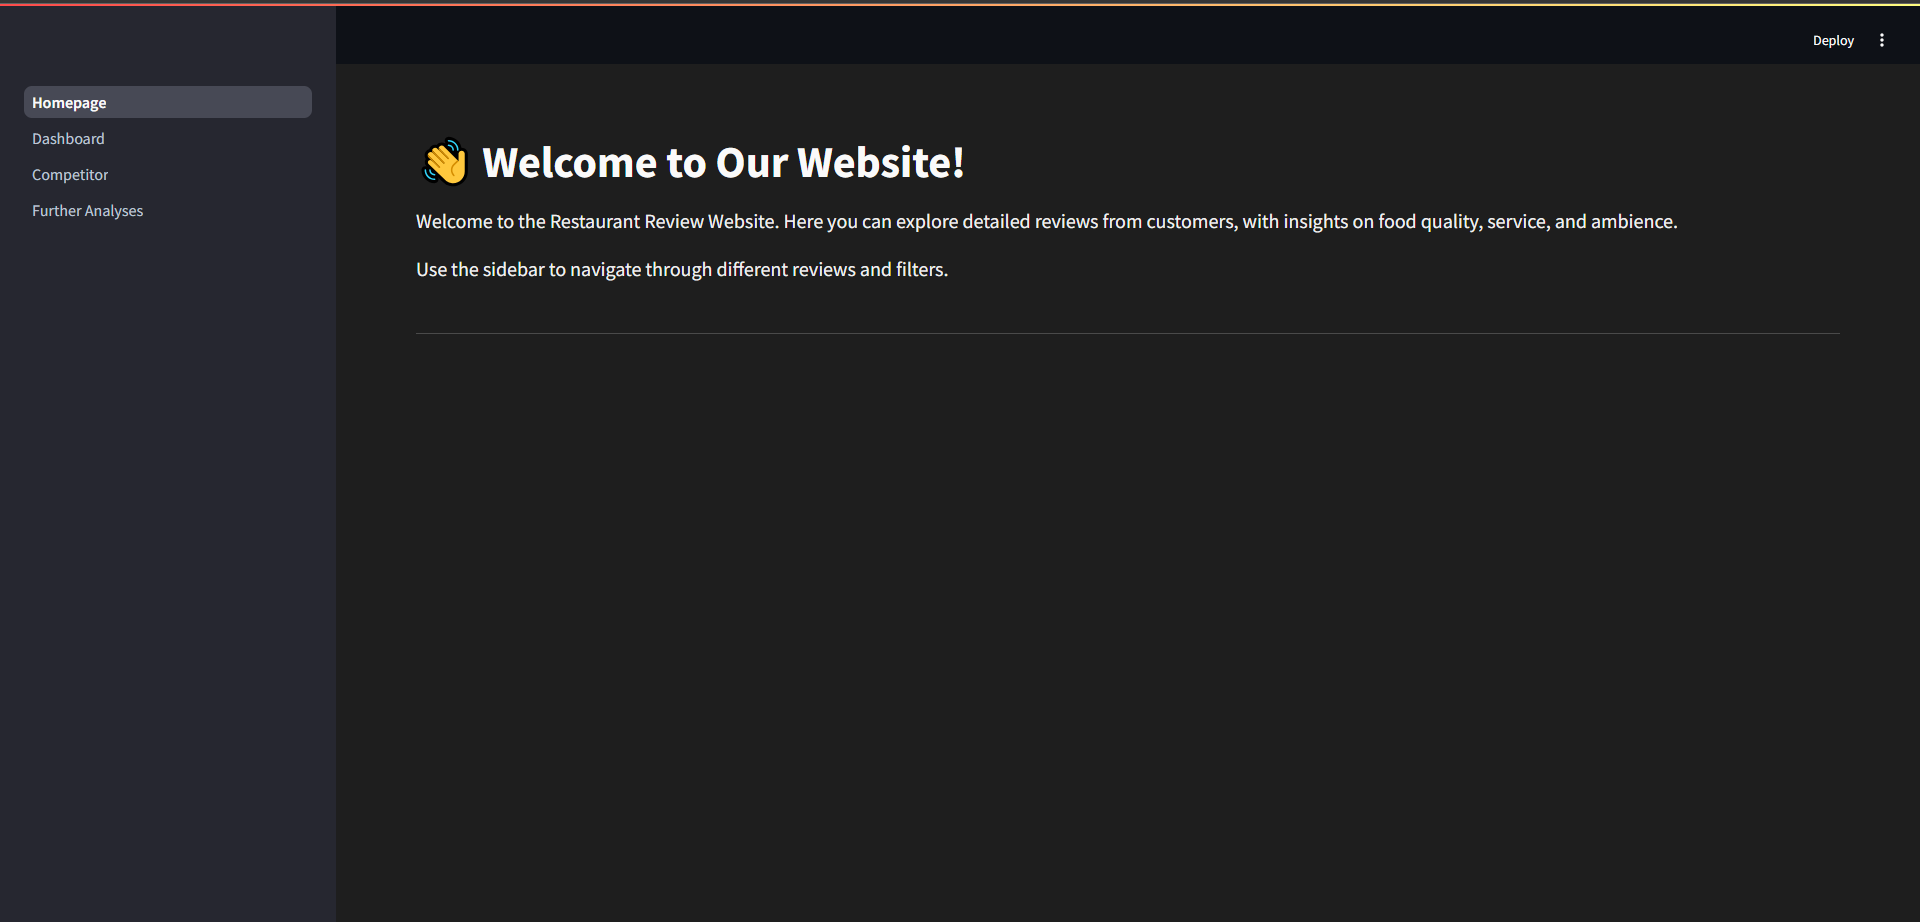 Deploy
Homepage
Dashboard
Competitor
Further Analyses
👋 Welcome to Our Website!
Welcome to the Restaurant Review Website. Here you can explore detailed reviews from customers, with insights on food quality, service, and ambience.
Use the sidebar to navigate through different reviews and filters.